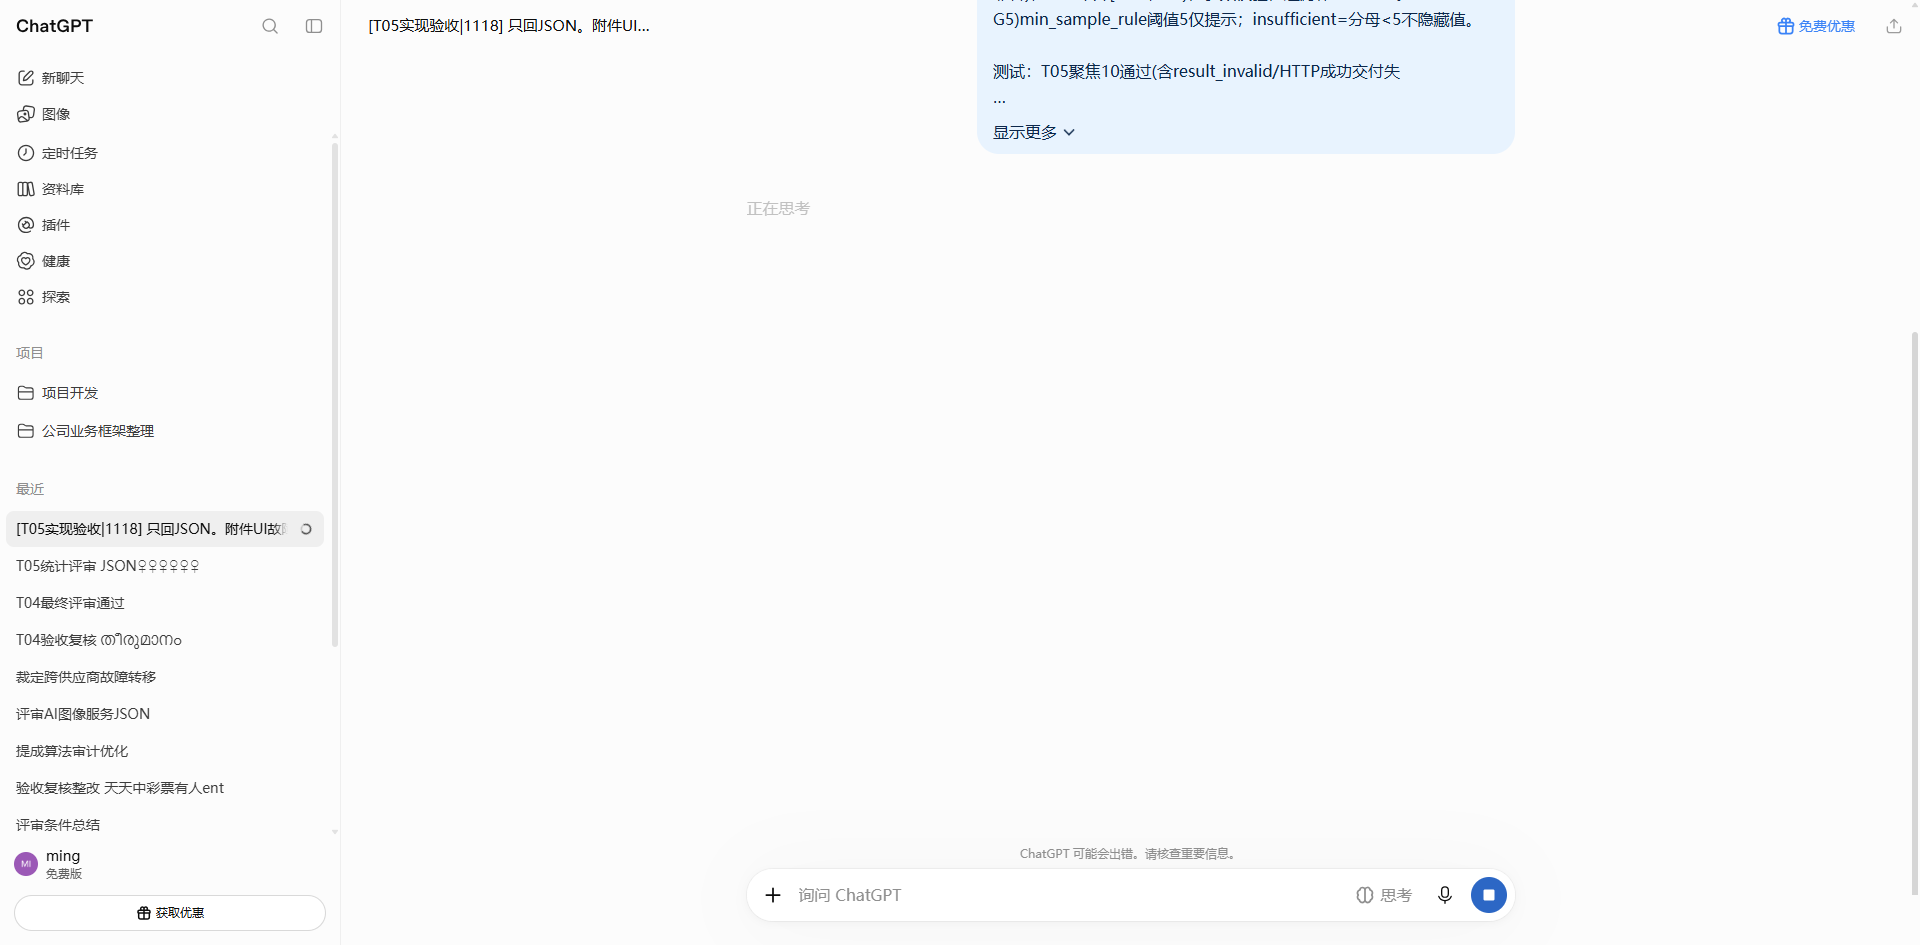 ChatGPT
新聊天
图像
定时任务
资料库
插件
健康
探索
项目
项目开发
公司业务框架整理
最近
[T05实现验收|1118] 只回JSON。附件UI故
T05统计评审 JSON♀♀♀♀♀♀
T04最终评审通过
T04验收复核 തീരുമാനം
裁定跨供应商故障转移
评审AI图像服务JSON
提成算法审计优化
验收复核整改 天天中彩票有人ent
评审条件总结
MI
ming
免费版
获取优惠
[T05实现验收|1118] 只回JSON。附件UI...
免费优惠
G5)min_sample_rule阈值5仅提示；insufficient=分母<5不隐藏值。
测试：T05聚焦10通过(含result_invalid/HTTP成功交付失
...
显示更多
正在思考
ChatGPT 可能会出错。请核查重要信息。
询问 ChatGPT
思考